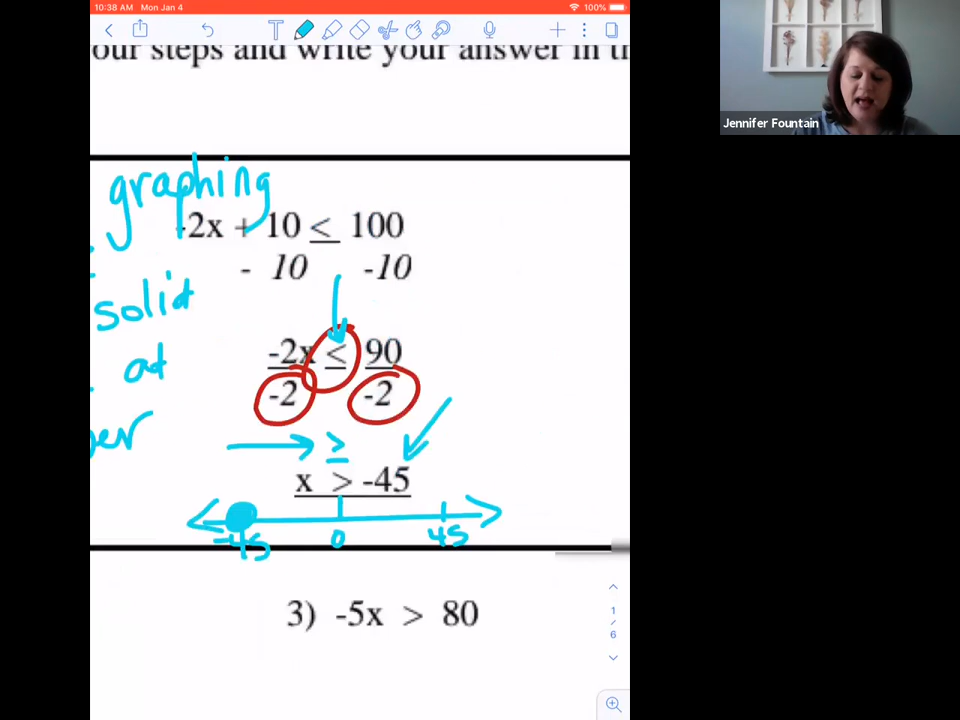 10:38 AM Mon Jan 4
100%
our steps and write your answer in th
graphing
-2x + 10 ≤ 100
- 10 -10
solid
-2x ≤ 90
at
-2 -2
≥
x > -45
-45 0 45
3) -5x > 80
1
/
6
Jennifer Fountain